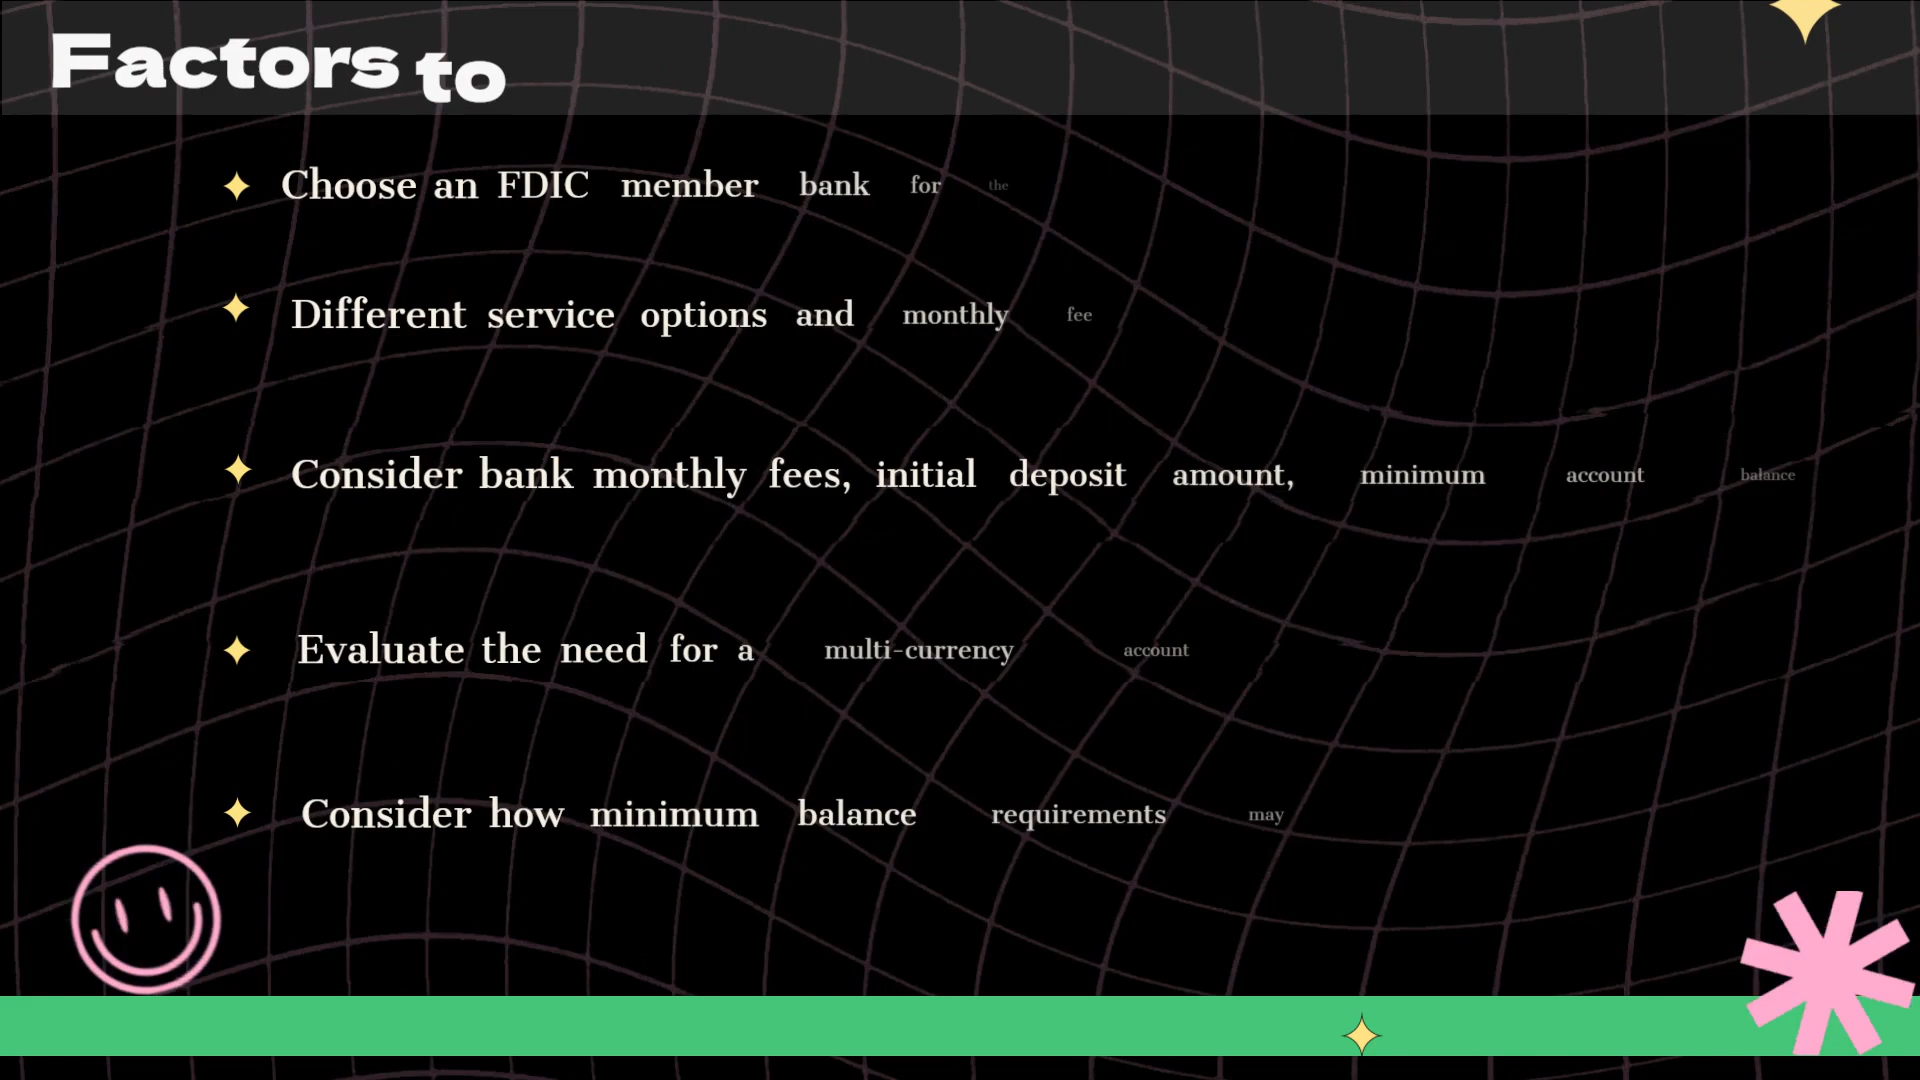 Factors to
Choose an FDIC member bank for the
Different service options and monthly fee
Consider bank monthly fees, initial deposit amount, minimum account balance
Evaluate the need for a multi-currency account
Consider how minimum balance requirements may